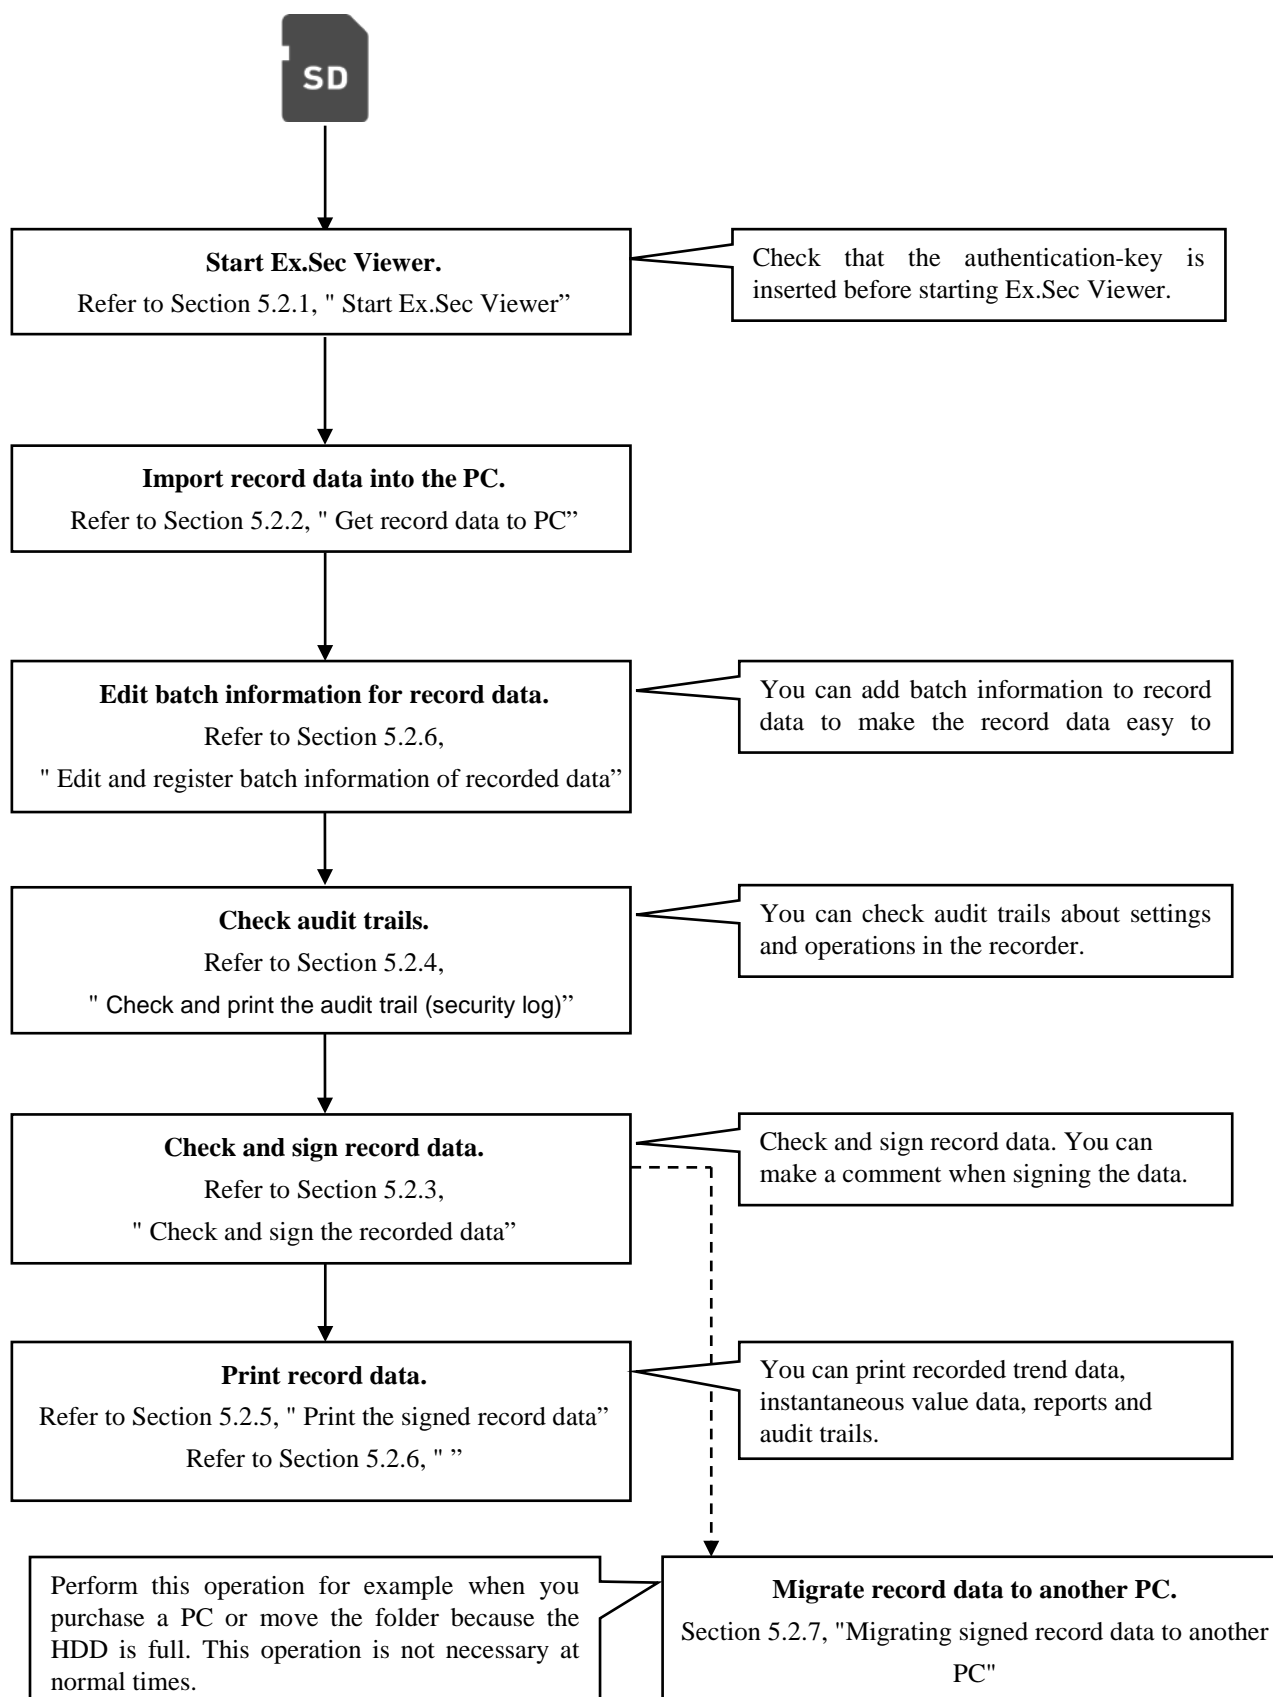 SD
Start Ex.Sec Viewer.
Refer to Section 5.2.1, " Start Ex.Sec Viewer”
Check that the authentication-key is
inserted before starting Ex.Sec Viewer.
Import record data into the PC.
Refer to Section 5.2.2, " Get record data to PC”
Edit batch information for record data.
Refer to Section 5.2.6,
" Edit and register batch information of recorded data”
You can add batch information to record
data to make the record data easy to
Check audit trails.
Refer to Section 5.2.4,
" Check and print the audit trail (security log)”
You can check audit trails about settings
and operations in the recorder.
Check and sign record data.
Refer to Section 5.2.3,
" Check and sign the recorded data”
Check and sign record data. You can
make a comment when signing the data.
Print record data.
Refer to Section 5.2.5, " Print the signed record data”
Refer to Section 5.2.6, " ”
You can print recorded trend data,
instantaneous value data, reports and
audit trails.
Perform this operation for example when you
purchase a PC or move the folder because the
HDD is full. This operation is not necessary at
normal times.
Migrate record data to another PC.
Section 5.2.7, "Migrating signed record data to another
PC"